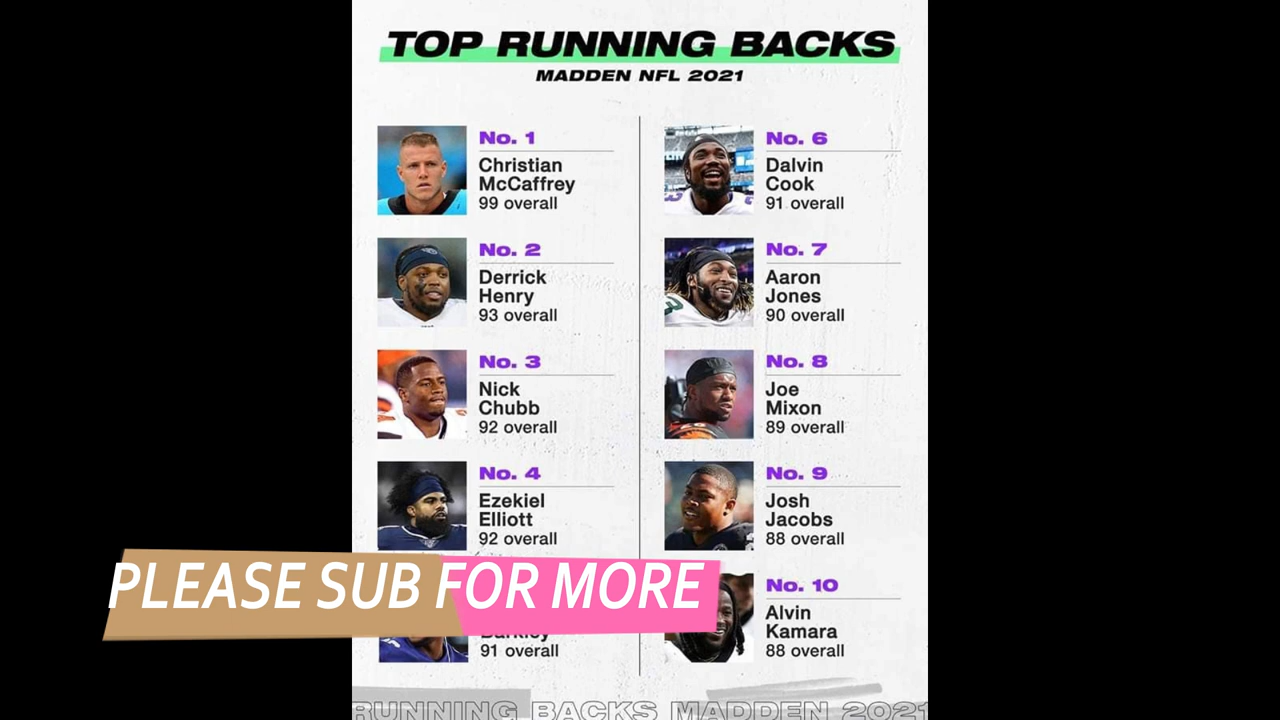 TOP RUNNING BACKS
MADDEN NFL 2021
No. 1
Christian
McCaffrey
99 overall
No. 2
Derrick
Henry
93 overall
No. 3
Nick
Chubb
92 overall
No. 4
Ezekiel
Elliott
92 overall
PLEASE SUB FOR MORE
Barkley
91 overall
No. 6
Dalvin
Cook
91 overall
No. 7
Aaron
Jones
90 overall
No. 8
Joe
Mixon
89 overall
No. 9
Josh
Jacobs
88 overall
No. 10
Alvin
Kamara
88 overall
RUNNING BACKS MADDEN 2021